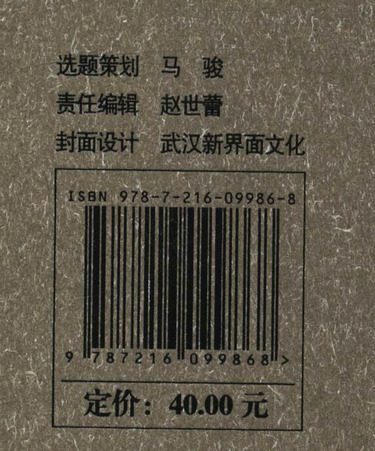 选题策划 马 骏
责任编辑 赵世蕾
封面设计 武汉新界面文化
ISBN 978-7-216-09986-8
9 787216 099868 >
定价：40.00 元